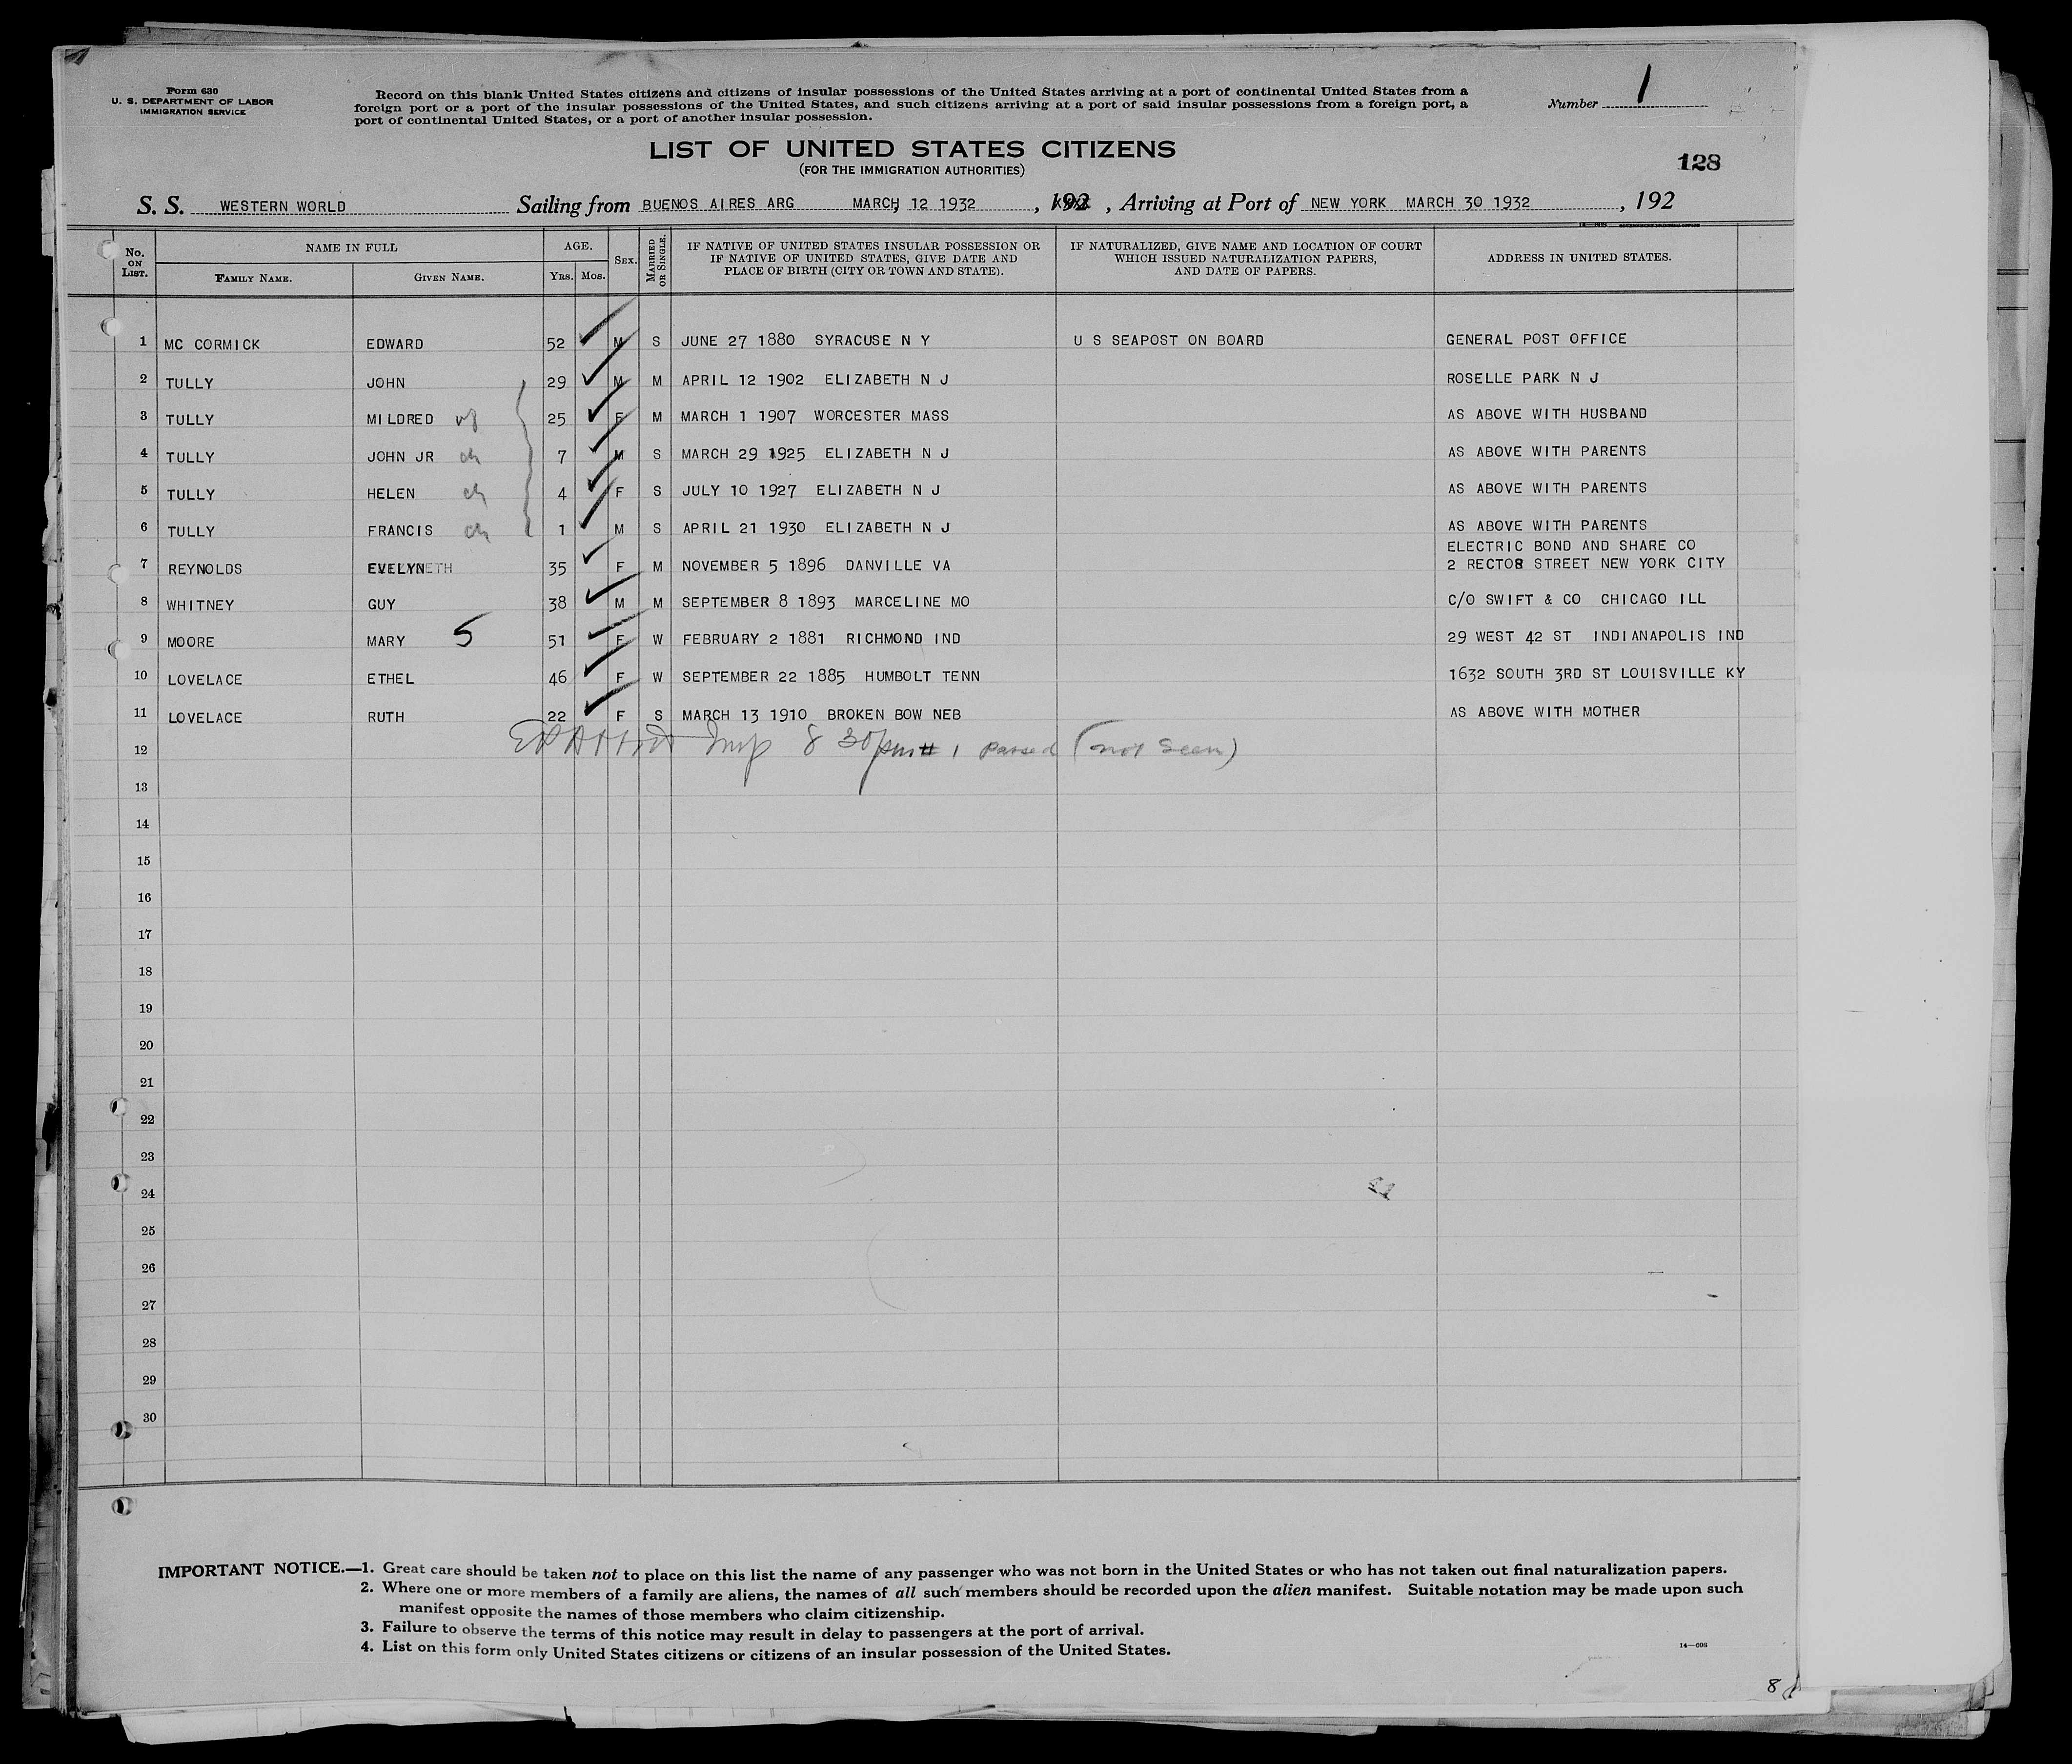 Form 630
U. S. DEPARTMENT OF LABOR
IMMIGRATION SERVICE
Record on this blank United States citizens and citizens of insular possessions of the United States arriving at a port of continental United States from a
foreign port or a port of the insular possessions of the United States, and such citizens arriving at a port of said insular possessions from a foreign port, a
port of continental United States, or a port of another insular possession.
Number 1
LIST OF UNITED STATES CITIZENS
(FOR THE IMMIGRATION AUTHORITIES)
128
S. S. WESTERN WORLD Sailing from BUENOS AIRES ARG MARCH, 12 1932, 192, Arriving at Port of NEW YORK MARCH 30 1932, 192
No. ON LIST. NAME IN FULL FAMILY NAME. GIVEN NAME. AGE. YRS. MOS. SEX. MARRIED OR SINGLE. IF NATIVE OF UNITED STATES INSULAR POSSESSION OR IF NATIVE OF UNITED STATES, GIVE DATE AND PLACE OF BIRTH (CITY OR TOWN AND STATE). IF NATURALIZED, GIVE NAME AND LOCATION OF COURT WHICH ISSUED NATURALIZATION PAPERS, AND DATE OF PAPERS. ADDRESS IN UNITED STATES.
1 MC CORMICK EDWARD 52 M S JUNE 27 1880 SYRACUSE N Y U S SEAPOST ON BOARD GENERAL POST OFFICE
2 TULLY JOHN 29 M M APRIL 12 1902 ELIZABETH N J ROSELLE PARK N J
3 TULLY MILDRED wf 25 F M MARCH 1 1907 WORCESTER MASS AS ABOVE WITH HUSBAND
4 TULLY JOHN JR ch 7 M S MARCH 29 1925 ELIZABETH N J AS ABOVE WITH PARENTS
5 TULLY HELEN ch 4 F S JULY 10 1927 ELIZABETH N J AS ABOVE WITH PARENTS
6 TULLY FRANCIS ch 1 M S APRIL 21 1930 ELIZABETH N J AS ABOVE WITH PARENTS
ELECTRIC BOND AND SHARE CO
7 REYNOLDS EVELYN 35 F M NOVEMBER 5 1896 DANVILLE VA 2 RECTOR STREET NEW YORK CITY
8 WHITNEY GUY 38 M M SEPTEMBER 8 1893 MARCELINE MO C/O SWIFT & CO CHICAGO ILL
9 MOORE MARY 5 51 F W FEBRUARY 2 1881 RICHMOND IND 29 WEST 42 ST INDIANAPOLIS IND
10 LOVELACE ETHEL 46 F W SEPTEMBER 22 1885 HUMBOLT TENN 1632 SOUTH 3RD ST LOUISVILLE KY
11 LOVELACE RUTH 22 F S MARCH 13 1910 BROKEN BOW NEB AS ABOVE WITH MOTHER
12 Insp 8 30 pm # 1 passed (not seen)
13
14
15
16
17
18
19
20
21
22
23
24
25
26
27
28
29
30
IMPORTANT NOTICE.—1. Great care should be taken not to place on this list the name of any passenger who was not born in the United States or who has not taken out final naturalization papers.
2. Where one or more members of a family are aliens, the names of all such members should be recorded upon the alien manifest. Suitable notation may be made upon such
manifest opposite the names of those members who claim citizenship.
3. Failure to observe the terms of this notice may result in delay to passengers at the port of arrival.
4. List on this form only United States citizens or citizens of an insular possession of the United States.
14—693
8